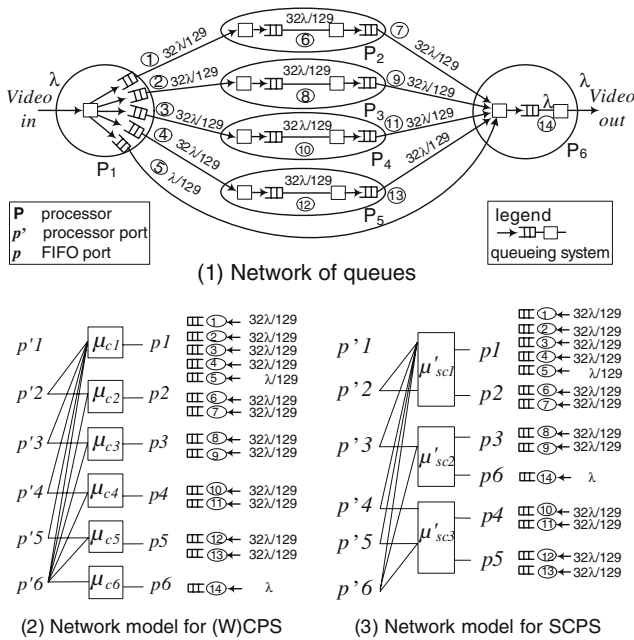 λ
Video
in
① 32λ/129
② 32λ/129
③ 32λ/129
④ 32λ/129
⑤ λ/129
P1
32λ/129
⑥
P2
⑦ 32λ/129
32λ/129
⑧
P3
⑨ 32λ/129
32λ/129
⑩
P4
⑪ 32λ/129
32λ/129
⑫
P5
⑬ 32λ/129
λ
⑭
P6
λ
Video
out
P processor
p' processor port
p FIFO port
legend
queueing system
(1) Network of queues
p'1 μc1 p1
p'2 μc2 p2
p'3 μc3 p3
p'4 μc4 p4
p'5 μc5 p5
p'6 μc6 p6
① 32λ/129
② 32λ/129
③ 32λ/129
④ 32λ/129
⑤ λ/129
⑥ 32λ/129
⑦ 32λ/129
⑧ 32λ/129
⑨ 32λ/129
⑩ 32λ/129
⑪ 32λ/129
⑫ 32λ/129
⑬ 32λ/129
⑭ λ
(2) Network model for (W)CPS
p'1
p'2
p'3
p'4
p'5
p'6
μ'sc1
μ'sc2
μ'sc3
p1
p2
p3
p6
p4
p5
① 32λ/129
② 32λ/129
③ 32λ/129
④ 32λ/129
⑤ λ/129
⑥ 32λ/129
⑦ 32λ/129
⑧ 32λ/129
⑨ 32λ/129
⑭ λ
⑩ 32λ/129
⑪ 32λ/129
⑫ 32λ/129
⑬ 32λ/129
(3) Network model for SCPS